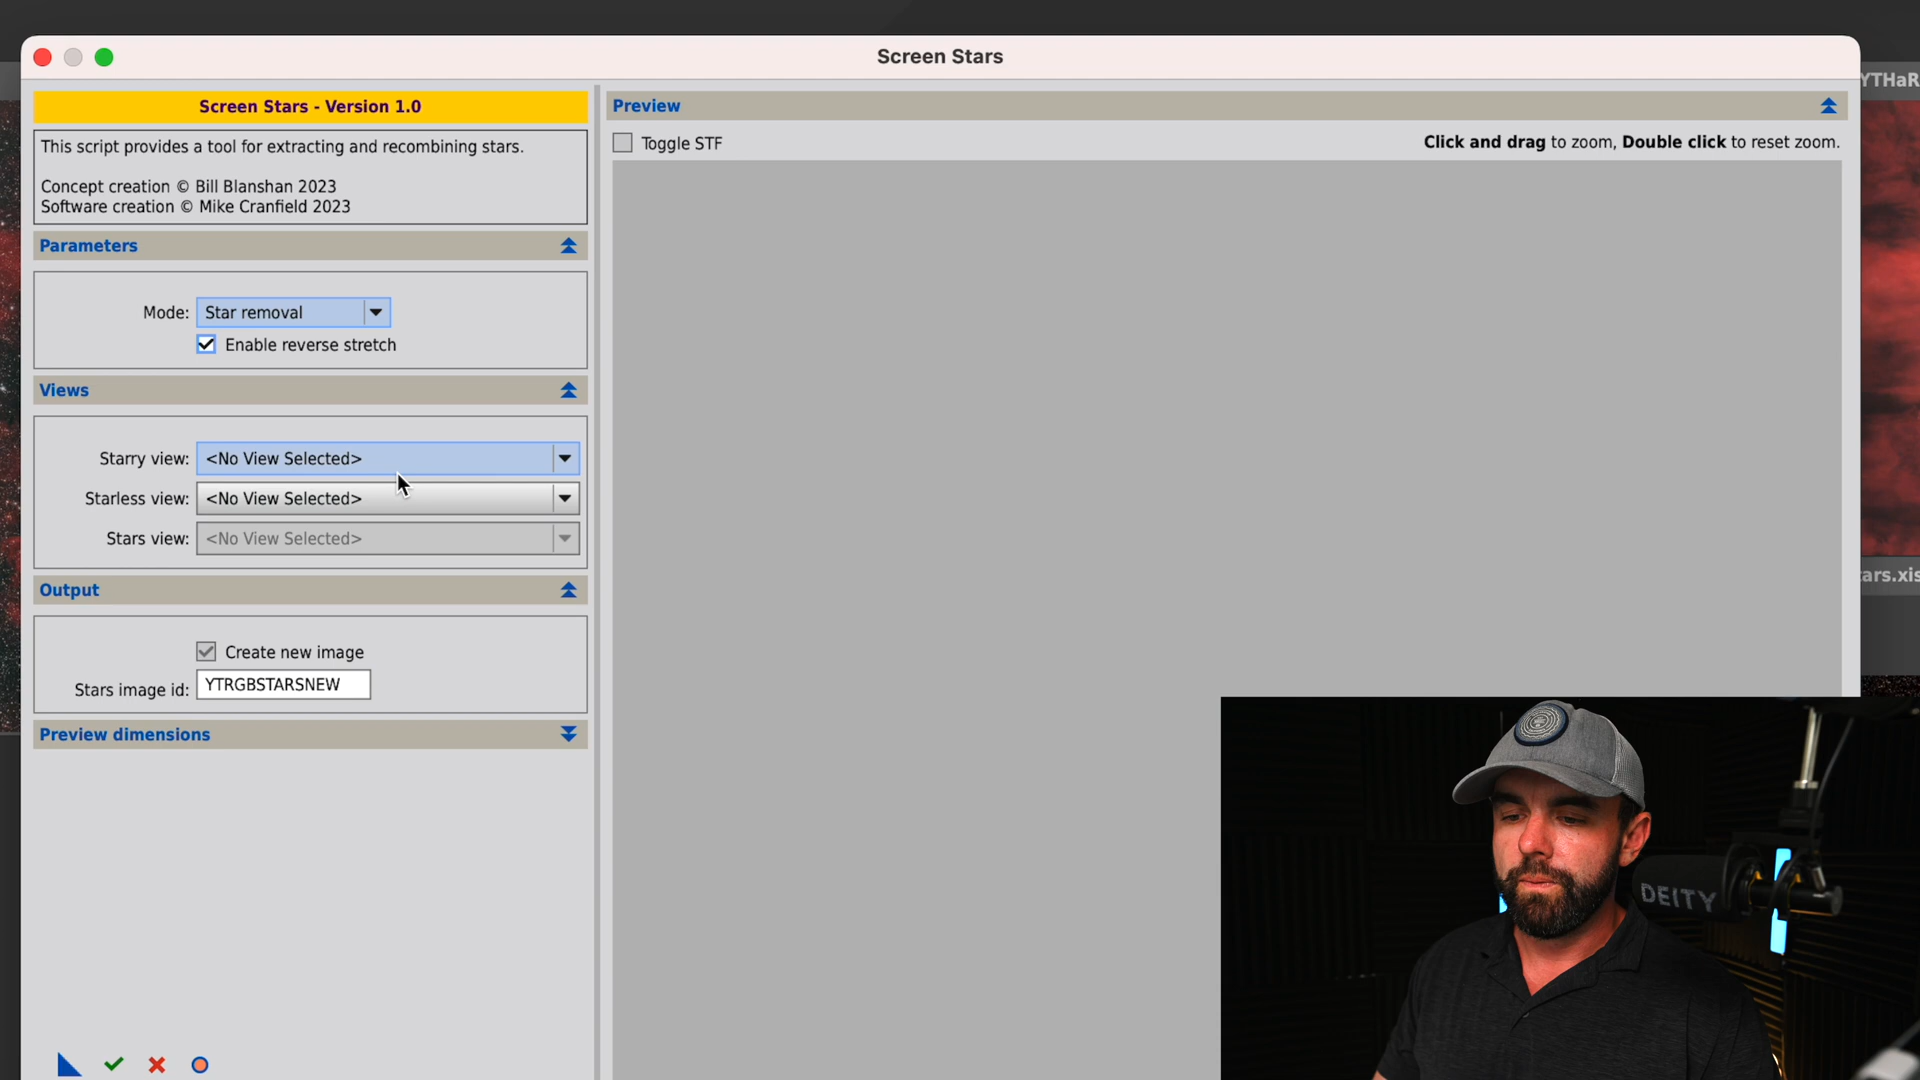 Screen Stars
Screen Stars - Version 1.0
This script provides a tool for extracting and recombining stars.
Concept creation © Bill Blanshan 2023
Software creation © Mike Cranfield 2023
Parameters
Mode: Star removal
Enable reverse stretch
Views
Starry view: <No View Selected>
Starless view: <No View Selected>
Stars view: <No View Selected>
Output
Create new image
Stars image id: YTRGBSTARSNEW
Preview dimensions
Preview
Toggle STF
Click and drag to zoom, Double click to reset zoom.
YTHaR
ars.xis
DEITY